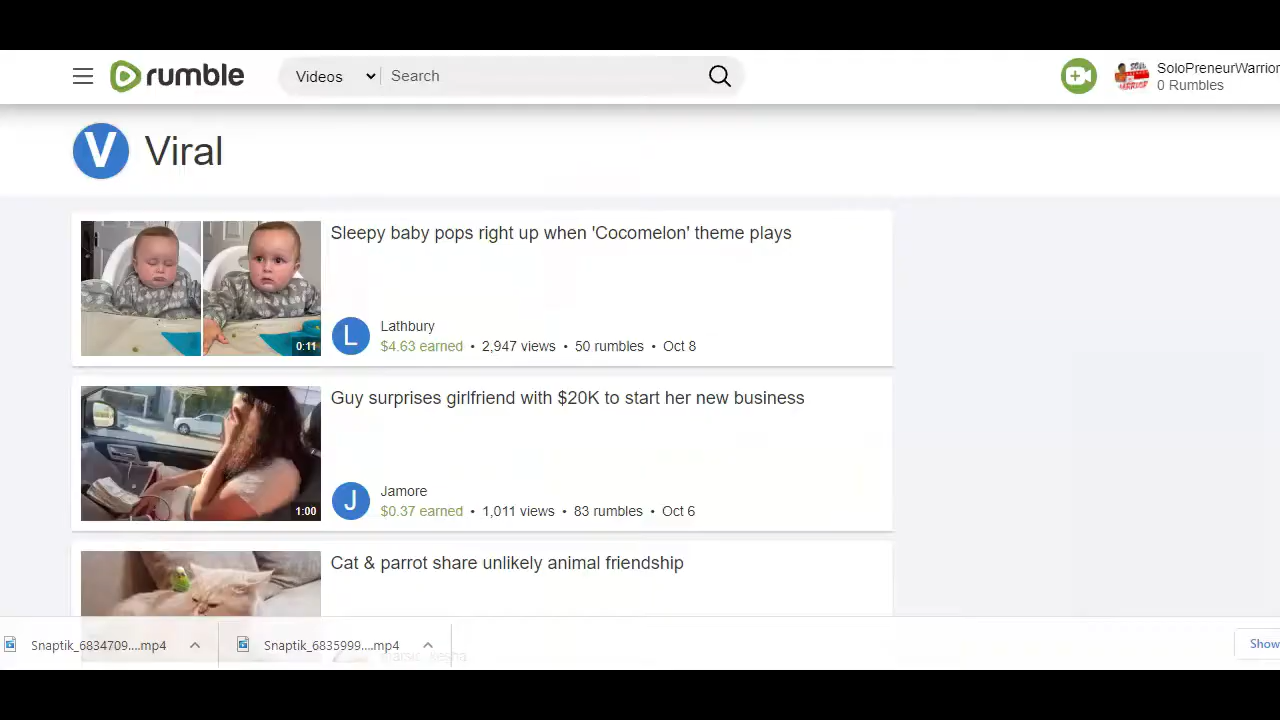 rumble
Videos
Search
SoloPreneurWarrior
0 Rumbles
V
Viral
0:11
Sleepy baby pops right up when 'Cocomelon' theme plays
L
Lathbury
$4.63 earned • 2,947 views • 50 rumbles • Oct 8
1:00
Guy surprises girlfriend with $20K to start her new business
J
Jamore
$0.37 earned • 1,011 views • 83 rumbles • Oct 6
Cat & parrot share unlikely animal friendship
Snaptik_6834709....mp4
Snaptik_6835999....mp4
Show